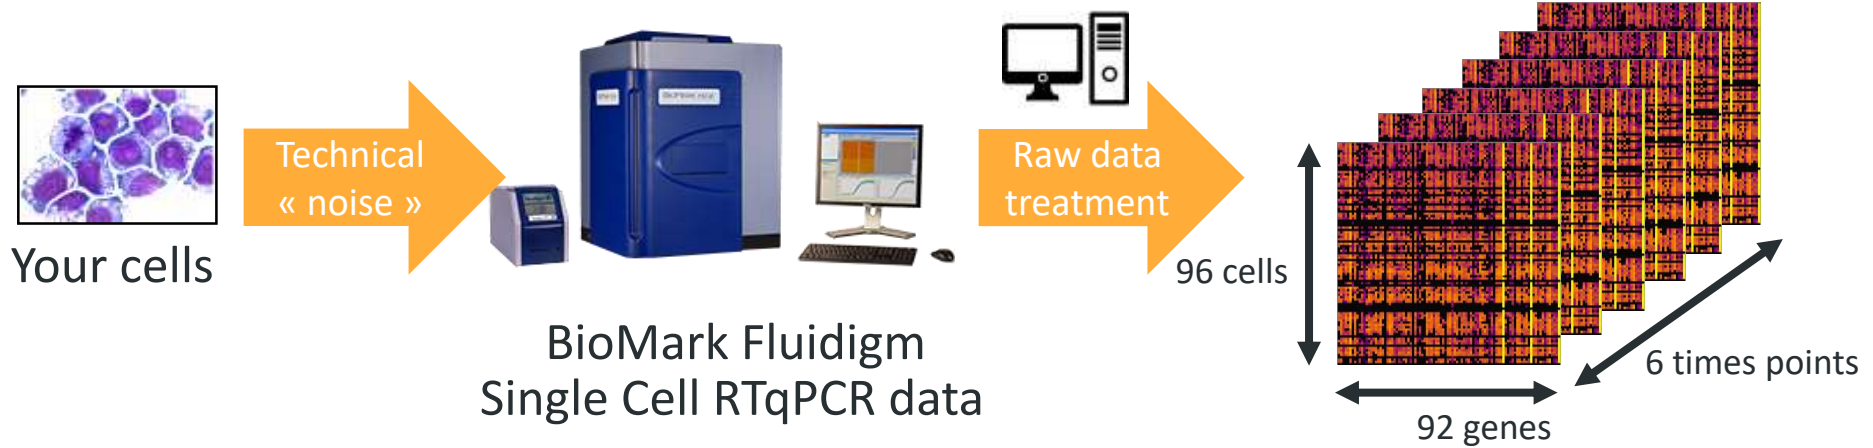 Your cells
Technical
« noise »
BioMark Fluidigm
Single Cell RTqPCR data
Raw data
treatment
96 cells
92 genes
6 times points